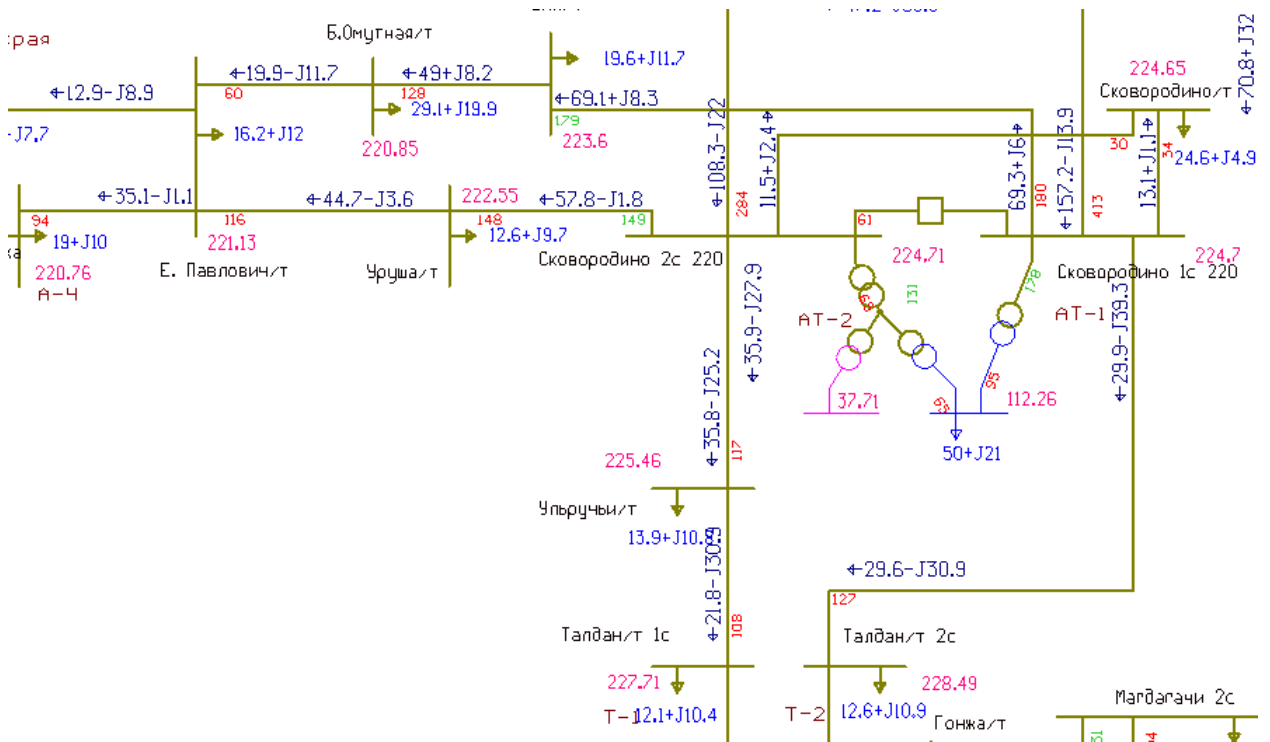 края
Б.Омутная/т
19.6+J11.7
224.65
Сковородино/т
←70.8+J32
←12.9-J8.9
←19.9-J11.7
60
←49+J8.2
128
←69.1+J8.3
179
-J7.7
16.2+J12
29.1+J19.9
220.85
223.6
←108.3-J22
284
11.5+J2.4→
69.3+J6→
180
←157.2-J13.9
413
13.1+J1.1→
30
34
24.6+J4.9
←35.1-J1.1
←44.7-J3.6
222.55
←57.8-J1.8
94
116
148
149
61
19+J10
221.13
12.6+J9.7
220.76
А-4
Е. Павлович/т
Уруша/т
Сковородино 2с 220
224.71
Сковородино 1с 220
224.7
131
178
АТ-2
АТ-1
←35.9-J27.9
←29.9-J39.3
37.71
95
95
112.26
50+J21
←35.8-J25.2
117
225.46
Ульручьи/т
←21.8-J30.9
108
←29.6-J30.9
127
Талдан/т 1с
Талдан/т 2с
227.71
228.49
Т-1
12.1+J10.4
Т-2
12.6+J10.9
Гонжа/т
Магдагачи 2с